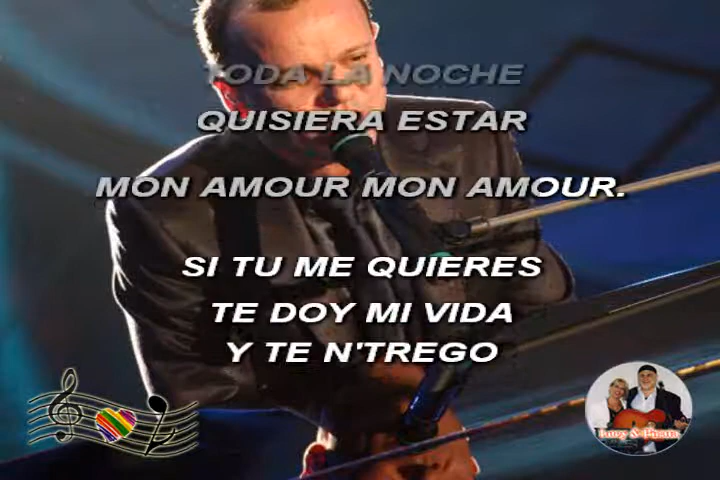 TODA LA NOCHE
QUISIERA ESTAR
MON AMOUR MON AMOUR.
SI TU ME QUIERES
TE DOY MI VIDA
Y TE N'TREGO